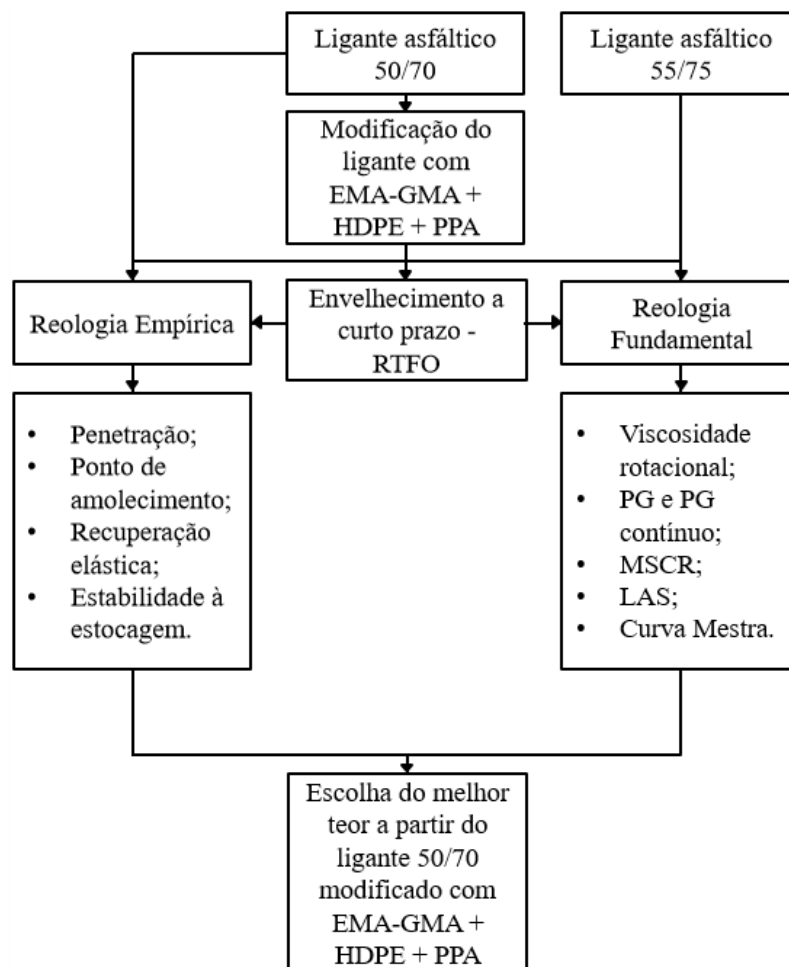 Ligante asfáltico
50/70
Ligante asfáltico
55/75
Modificação do
ligante com
EMA-GMA +
HDPE + PPA
Reologia Empírica
Envelhecimento a
curto prazo -
RTFO
Reologia
Fundamental
• Penetração;
• Ponto de
amolecimento;
• Recuperação
elástica;
• Estabilidade à
estocagem.
• Viscosidade
rotacional;
• PG e PG
contínuo;
• MSCR;
• LAS;
• Curva Mestra.
Escolha do melhor
teor a partir do
ligante 50/70
modificado com
EMA-GMA +
HDPE + PPA